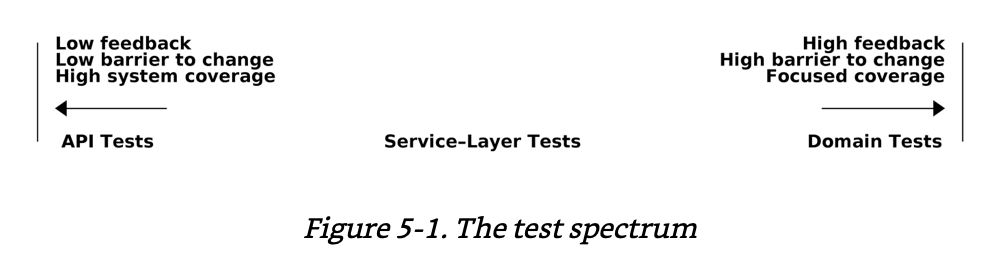 Low feedback
Low barrier to change
High system coverage
High feedback
High barrier to change
Focused coverage
API Tests
Service–Layer Tests
Domain Tests
Figure 5-1. The test spectrum